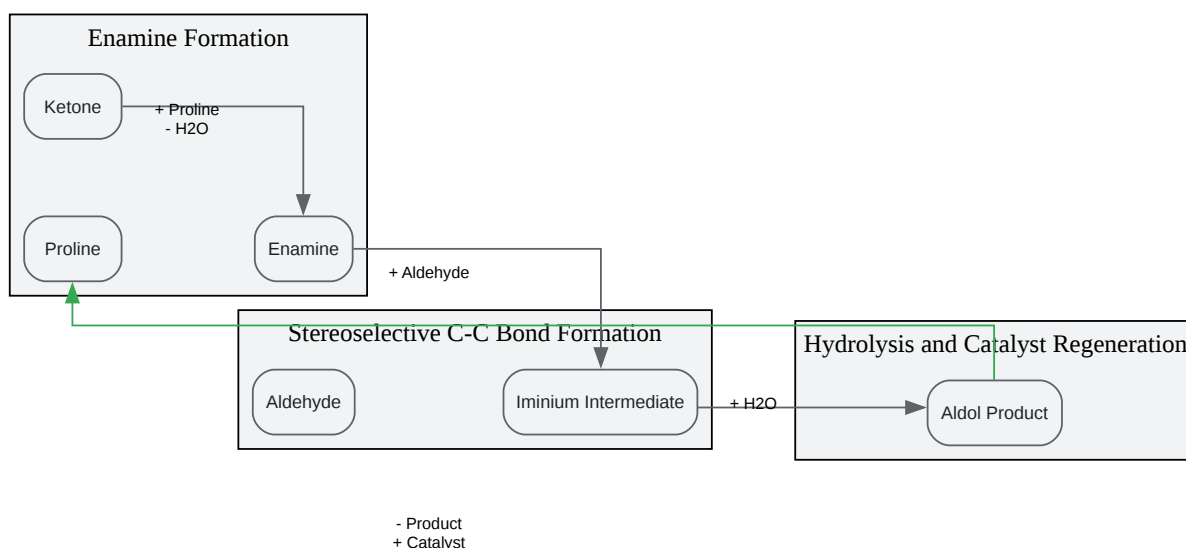 Enamine Formation
Ketone
+ Proline
- H2O
Proline
Enamine
+ Aldehyde
Stereoselective C-C Bond Formation
Hydrolysis and Catalyst Regeneration
Aldehyde
Iminium Intermediate
+ H2O
Aldol Product
- Product
+ Catalyst